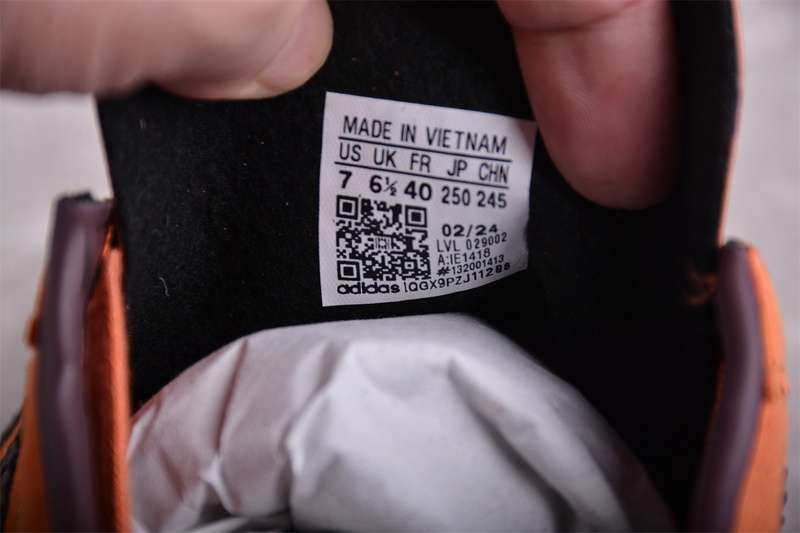 MADE IN VIETNAM
US UK FR JP CHN
7 6½ 40 250 245
02/24
LVL 029002
A:IE1418
#132001413
adidas IQGX9PZJ1128s